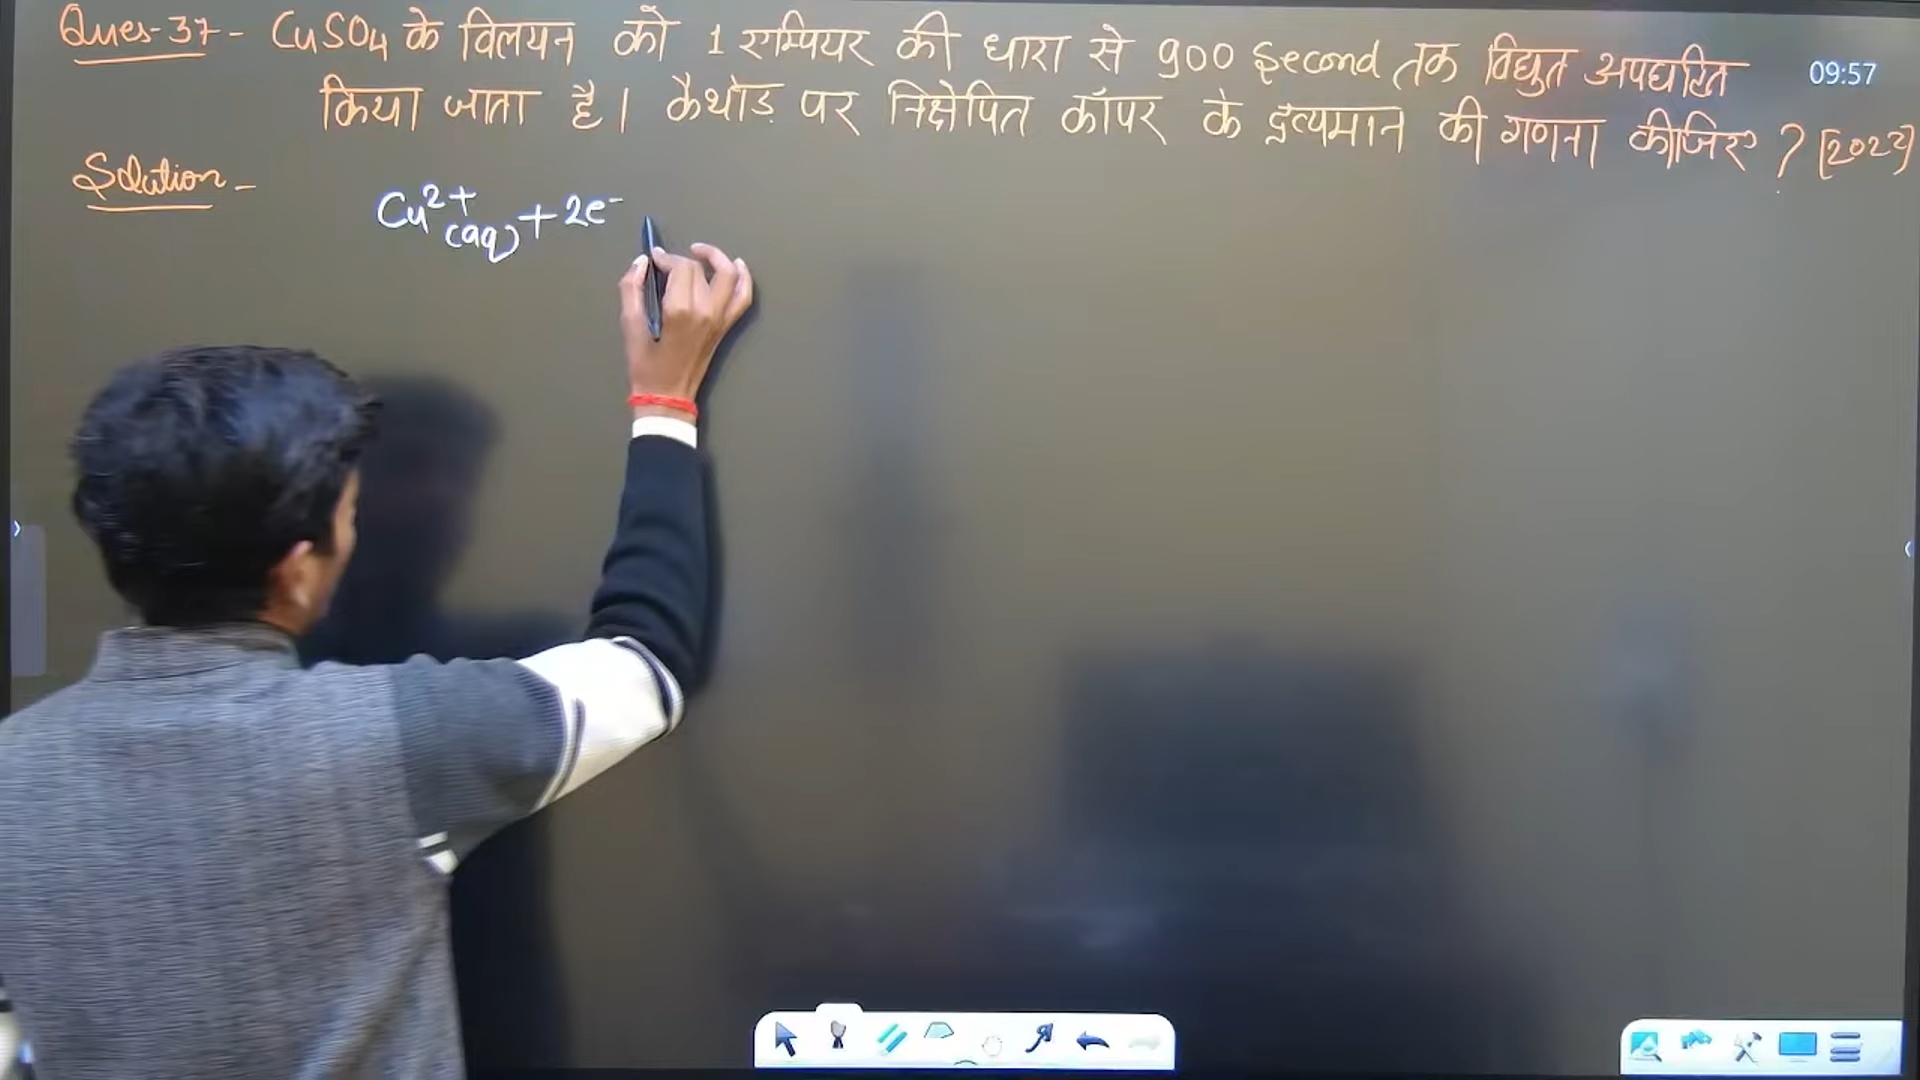 Ques-37- CuSO4 के विलयन को 1 एम्पियर की धारा से 900 Second तक विद्युत अपघटित
09:57
किया जाता है। कैथोड पर निक्षेपित कॉपर के द्रव्यमान की गणना कीजिए ? [2022]
Solution-
Cu2+(aq) + 2e-